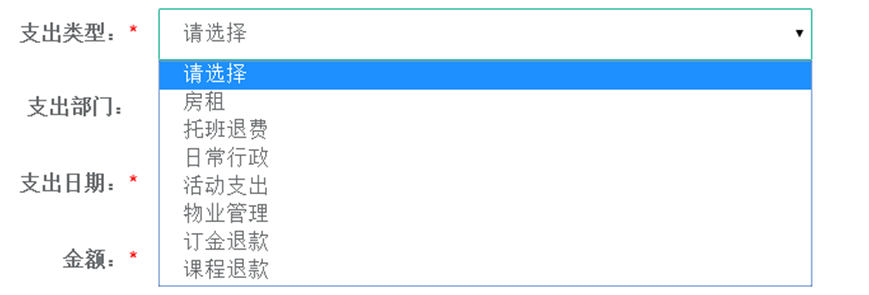 支出类型：* 请选择
请选择
房租
支出部门：
托班退费
日常行政
支出日期：* 活动支出
物业管理
订金退款
金额：* 课程退款